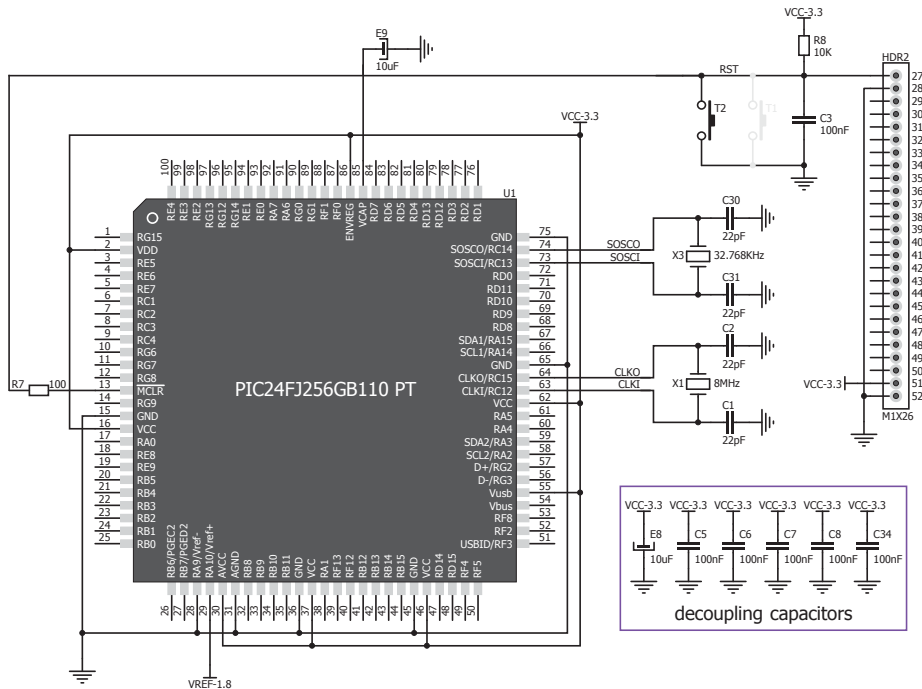 E9
10uF
VCC-3.3
R8
10K
HDR2
RST
T2
T1
C3
100nF
27
28
29
30
31
32
33
34
35
36
37
38
39
40
41
42
43
44
45
46
47
48
49
50
51
52
VCC-3.3
M1X26
VCC-3.3
100
99
98
97
96
95
94
93
92
91
90
89
88
87
86
85
84
83
82
81
80
79
78
77
76
U1
RE4
RE3
RE2
RG13
RG12
RG14
RE1
RE0
RA7
RA6
RG0
RG1
RF1
RF0
ENVREG
VCAP
RD7
RD6
RD5
RD4
RD13
RD12
RD3
RD2
RD1
1 RG15
2 VDD
3 RE5
4 RE6
5 RE7
6 RC1
7 RC2
8 RC3
9 RC4
10 RG6
11 RG7
12 RG8
13 MCLR
14 RG9
15 GND
16 VCC
17 RA0
18 RE8
19 RE9
20 RB5
21 RB4
22 RB3
23 RB2
24 RB1
25 RB0
R7 100
PIC24FJ256GB110 PT
GND 75
SOSCO/RC14 74
SOSCI/RC13 73
RD0 72
RD11 71
RD10 70
RD9 69
RD8 68
SDA1/RA15 67
SCL1/RA14 66
GND 65
CLKO/RC15 64
CLKI/RC12 63
VCC 62
RA5 61
RA4 60
SDA2/RA3 59
SCL2/RA2 58
D+/RG2 57
D-/RG3 56
Vusb 55
Vbus 54
RF8 53
RF2 52
USBID/RF3 51
SOSCO
SOSCI
C30
22pF
X3 32.768KHz
C31
22pF
CLKO
CLKI
C2
22pF
X1 8MHz
C1
22pF
RB6/PGEC2
RB7/PGED2
RA9/Vref-
RA10/Vref+
AVCC
AGND
RB8
RB9
RB10
RB11
GND
VCC
RA1
RF13
RF12
RB12
RB13
RB14
RB15
GND
VCC
RD14
RD15
RF4
RF5
26
27
28
29
30
31
32
33
34
35
36
37
38
39
40
41
42
43
44
45
46
47
48
49
50
VREF-1.8
VCC-3.3 VCC-3.3 VCC-3.3 VCC-3.3 VCC-3.3 VCC-3.3
E8 C5 C6 C7 C8 C34
10uF 100nF 100nF 100nF 100nF 100nF
decoupling capacitors